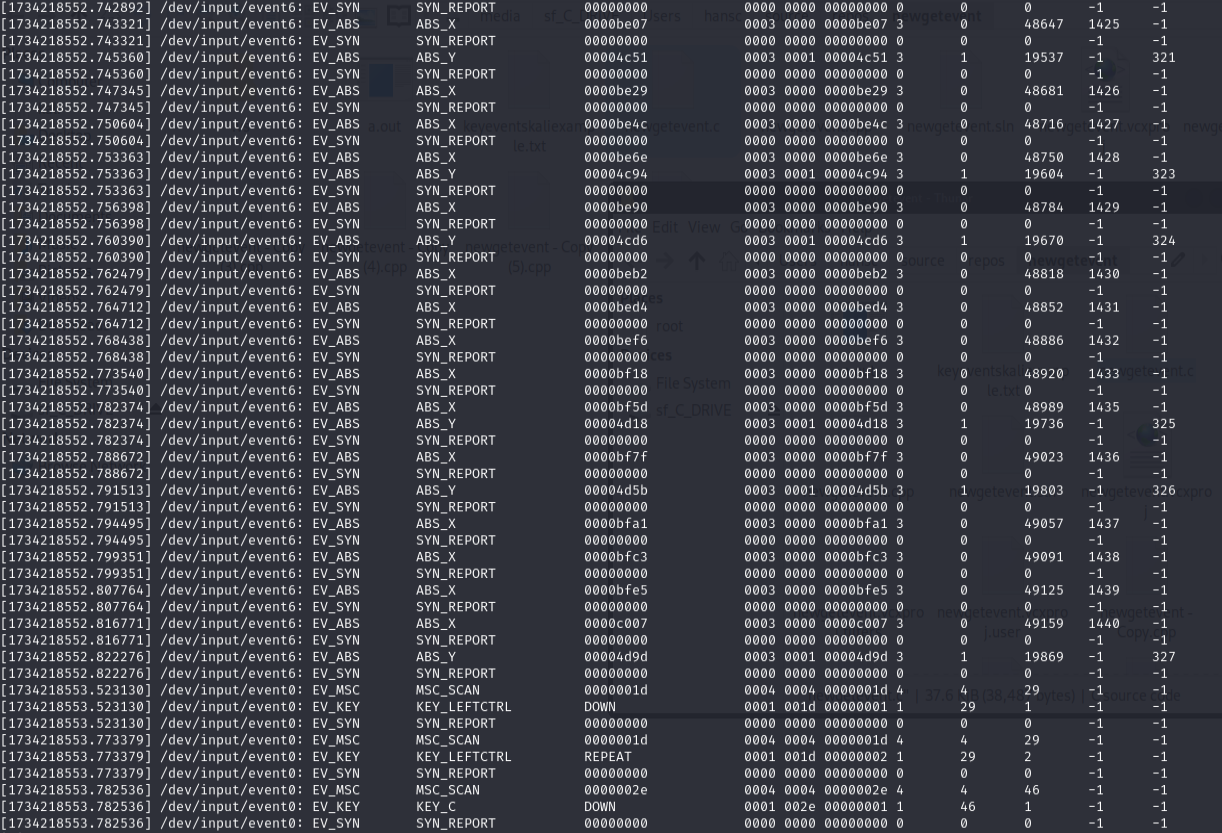 [1734218552.742892] /dev/input/event6: EV_SYN SYN_REPORT 00000000 0000 0000 00000000 0 0 0 -1 -1
[1734218552.743321] /dev/input/event6: EV_ABS ABS_X 0000be07 0003 0000 0000be07 3 0 48647 1425 -1
[1734218552.743321] /dev/input/event6: EV_SYN SYN_REPORT 00000000 0000 0000 00000000 0 0 0 -1 -1
[1734218552.745360] /dev/input/event6: EV_ABS ABS_Y 00004c51 0003 0001 00004c51 3 1 19537 -1 321
[1734218552.745360] /dev/input/event6: EV_SYN SYN_REPORT 00000000 0000 0000 00000000 0 0 0 -1 -1
[1734218552.747345] /dev/input/event6: EV_ABS ABS_X 0000be29 0003 0000 0000be29 3 0 48681 1426 -1
[1734218552.747345] /dev/input/event6: EV_SYN SYN_REPORT 00000000 0000 0000 00000000 0 0 0 -1 -1
[1734218552.750604] /dev/input/event6: EV_ABS ABS_X 0000be4c 0003 0000 0000be4c 3 0 48716 1427 -1
[1734218552.750604] /dev/input/event6: EV_SYN SYN_REPORT 00000000 0000 0000 00000000 0 0 0 -1 -1
[1734218552.753363] /dev/input/event6: EV_ABS ABS_X 0000be6e 0003 0000 0000be6e 3 0 48750 1428 -1
[1734218552.753363] /dev/input/event6: EV_ABS ABS_Y 00004c94 0003 0001 00004c94 3 1 19604 -1 323
[1734218552.753363] /dev/input/event6: EV_SYN SYN_REPORT 00000000 0000 0000 00000000 0 0 0 -1 -1
[1734218552.756398] /dev/input/event6: EV_ABS ABS_X 0000be90 0003 0000 0000be90 3 0 48784 1429 -1
[1734218552.756398] /dev/input/event6: EV_SYN SYN_REPORT 00000000 0000 0000 00000000 0 0 0 -1 -1
[1734218552.760390] /dev/input/event6: EV_ABS ABS_Y 00004cd6 0003 0001 00004cd6 3 1 19670 -1 324
[1734218552.760390] /dev/input/event6: EV_SYN SYN_REPORT 00000000 0000 0000 00000000 0 0 0 -1 -1
[1734218552.762479] /dev/input/event6: EV_ABS ABS_X 0000beb2 0003 0000 0000beb2 3 0 48818 1430 -1
[1734218552.762479] /dev/input/event6: EV_SYN SYN_REPORT 00000000 0000 0000 00000000 0 0 0 -1 -1
[1734218552.764712] /dev/input/event6: EV_ABS ABS_X 0000bed4 0003 0000 0000bed4 3 0 48852 1431 -1
[1734218552.764712] /dev/input/event6: EV_SYN SYN_REPORT 00000000 0000 0000 00000000 0 0 0 -1 -1
[1734218552.768438] /dev/input/event6: EV_ABS ABS_X 0000bef6 0003 0000 0000bef6 3 0 48886 1432 -1
[1734218552.768438] /dev/input/event6: EV_SYN SYN_REPORT 00000000 0000 0000 00000000 0 0 0 -1 -1
[1734218552.773540] /dev/input/event6: EV_ABS ABS_X 0000bf18 0003 0000 0000bf18 3 0 48920 1433 -1
[1734218552.773540] /dev/input/event6: EV_SYN SYN_REPORT 00000000 0000 0000 00000000 0 0 0 -1 -1
[1734218552.782374] /dev/input/event6: EV_ABS ABS_X 0000bf5d 0003 0000 0000bf5d 3 0 48989 1435 -1
[1734218552.782374] /dev/input/event6: EV_ABS ABS_Y 00004d18 0003 0001 00004d18 3 1 19736 -1 325
[1734218552.782374] /dev/input/event6: EV_SYN SYN_REPORT 00000000 0000 0000 00000000 0 0 0 -1 -1
[1734218552.788672] /dev/input/event6: EV_ABS ABS_X 0000bf7f 0003 0000 0000bf7f 3 0 49023 1436 -1
[1734218552.788672] /dev/input/event6: EV_SYN SYN_REPORT 00000000 0000 0000 00000000 0 0 0 -1 -1
[1734218552.791513] /dev/input/event6: EV_ABS ABS_Y 00004d5b 0003 0001 00004d5b 3 1 19803 -1 326
[1734218552.791513] /dev/input/event6: EV_SYN SYN_REPORT 00000000 0000 0000 00000000 0 0 0 -1 -1
[1734218552.794495] /dev/input/event6: EV_ABS ABS_X 0000bfa1 0003 0000 0000bfa1 3 0 49057 1437 -1
[1734218552.794495] /dev/input/event6: EV_SYN SYN_REPORT 00000000 0000 0000 00000000 0 0 0 -1 -1
[1734218552.799351] /dev/input/event6: EV_ABS ABS_X 0000bfc3 0003 0000 0000bfc3 3 0 49091 1438 -1
[1734218552.799351] /dev/input/event6: EV_SYN SYN_REPORT 00000000 0000 0000 00000000 0 0 0 -1 -1
[1734218552.807764] /dev/input/event6: EV_ABS ABS_X 0000bfe5 0003 0000 0000bfe5 3 0 49125 1439 -1
[1734218552.807764] /dev/input/event6: EV_SYN SYN_REPORT 00000000 0000 0000 00000000 0 0 0 -1 -1
[1734218552.816771] /dev/input/event6: EV_ABS ABS_X 0000c007 0003 0000 0000c007 3 0 49159 1440 -1
[1734218552.816771] /dev/input/event6: EV_SYN SYN_REPORT 00000000 0000 0000 00000000 0 0 0 -1 -1
[1734218552.822276] /dev/input/event6: EV_ABS ABS_Y 00004d9d 0003 0001 00004d9d 3 1 19869 -1 327
[1734218552.822276] /dev/input/event6: EV_SYN SYN_REPORT 00000000 0000 0000 00000000 0 0 0 -1 -1
[1734218553.523130] /dev/input/event0: EV_MSC MSC_SCAN 0000001d 0004 0004 0000001d 4 4 29 -1 -1
[1734218553.523130] /dev/input/event0: EV_KEY KEY_LEFTCTRL DOWN 0001 001d 00000001 1 29 1 -1 -1
[1734218553.523130] /dev/input/event0: EV_SYN SYN_REPORT 00000000 0000 0000 00000000 0 0 0 -1 -1
[1734218553.773379] /dev/input/event0: EV_MSC MSC_SCAN 0000001d 0004 0004 0000001d 4 4 29 -1 -1
[1734218553.773379] /dev/input/event0: EV_KEY KEY_LEFTCTRL REPEAT 0001 001d 00000002 1 29 2 -1 -1
[1734218553.773379] /dev/input/event0: EV_SYN SYN_REPORT 00000000 0000 0000 00000000 0 0 0 -1 -1
[1734218553.782536] /dev/input/event0: EV_MSC MSC_SCAN 0000002e 0004 0004 0000002e 4 4 46 -1 -1
[1734218553.782536] /dev/input/event0: EV_KEY KEY_C DOWN 0001 002e 00000001 1 46 1 -1 -1
[1734218553.782536] /dev/input/event0: EV_SYN SYN_REPORT 00000000 0000 0000 00000000 0 0 0 -1 -1